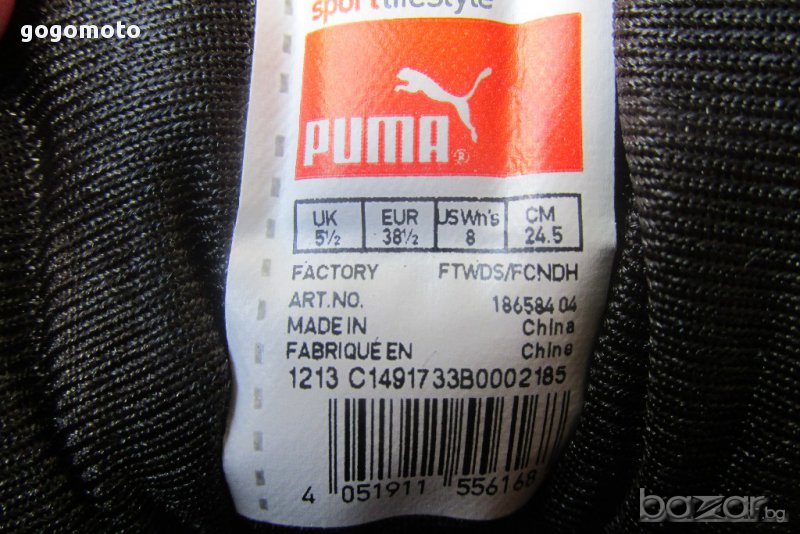 sportlifestyle
gogomoto
PUMA
UK EUR US Wn's CM
5½ 38½ 8 24.5
FACTORY FTWDS/FCNDH
ART.NO. 186584 04
MADE IN China
FABRIQUÉ EN Chine
1213 C1491733B0002185
4 051911 556168
bazar.bg